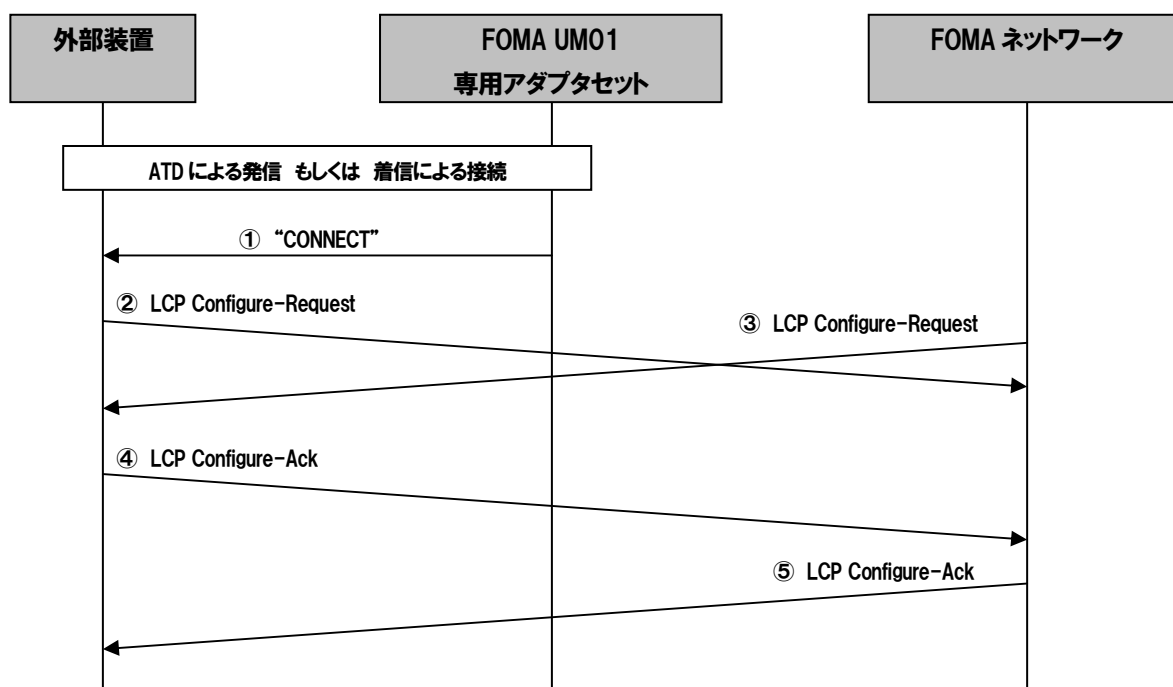 外部装置
FOMA UM01
専用アダプタセット
FOMA ネットワーク
ATD による発信 もしくは 着信による接続
① “CONNECT”
② LCP Configure-Request
③ LCP Configure-Request
④ LCP Configure-Ack
⑤ LCP Configure-Ack